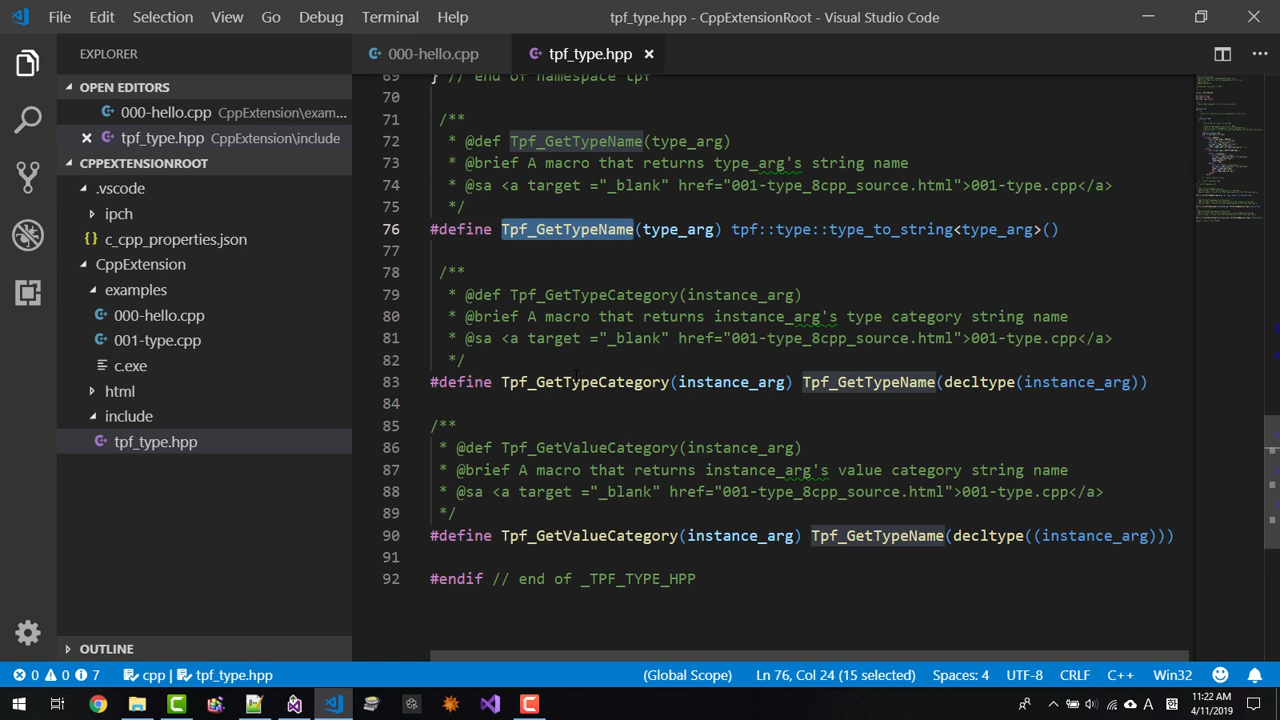 File Edit Selection View Go Debug Terminal Help
tpf_type.hpp - CppExtensionRoot - Visual Studio Code
EXPLORER
OPEN EDITORS
000-hello.cpp CppExtension\exam...
tpf_type.hpp CppExtension\include
CPPEXTENSIONROOT
.vscode
ipch
{} c_cpp_properties.json
CppExtension
examples
000-hello.cpp
001-type.cpp
c.exe
html
include
tpf_type.hpp
OUTLINE
000-hello.cpp
tpf_type.hpp
69 } // end of namespace tpf
70
71 /**
72 * @def Tpf_GetTypeName(type_arg)
73 * @brief A macro that returns type_arg's string name
74 * @sa <a target ="_blank" href="001-type_8cpp_source.html">001-type.cpp</a>
75 */
76 #define Tpf_GetTypeName(type_arg) tpf::type::type_to_string<type_arg>()
77
78 /**
79 * @def Tpf_GetTypeCategory(instance_arg)
80 * @brief A macro that returns instance_arg's type category string name
81 * @sa <a target ="_blank" href="001-type_8cpp_source.html">001-type.cpp</a>
82 */
83 #define Tpf_GetTypeCategory(instance_arg) Tpf_GetTypeName(decltype(instance_arg))
84
85 /**
86 * @def Tpf_GetValueCategory(instance_arg)
87 * @brief A macro that returns instance_arg's value category string name
88 * @sa <a target ="_blank" href="001-type_8cpp_source.html">001-type.cpp</a>
89 */
90 #define Tpf_GetValueCategory(instance_arg) Tpf_GetTypeName(decltype((instance_arg)))
91
92 #endif // end of _TPF_TYPE_HPP
0 0 7 cpp | tpf_type.hpp
(Global Scope) Ln 76, Col 24 (15 selected) Spaces: 4 UTF-8 CRLF C++ Win32
A
11:22 AM
4/11/2019